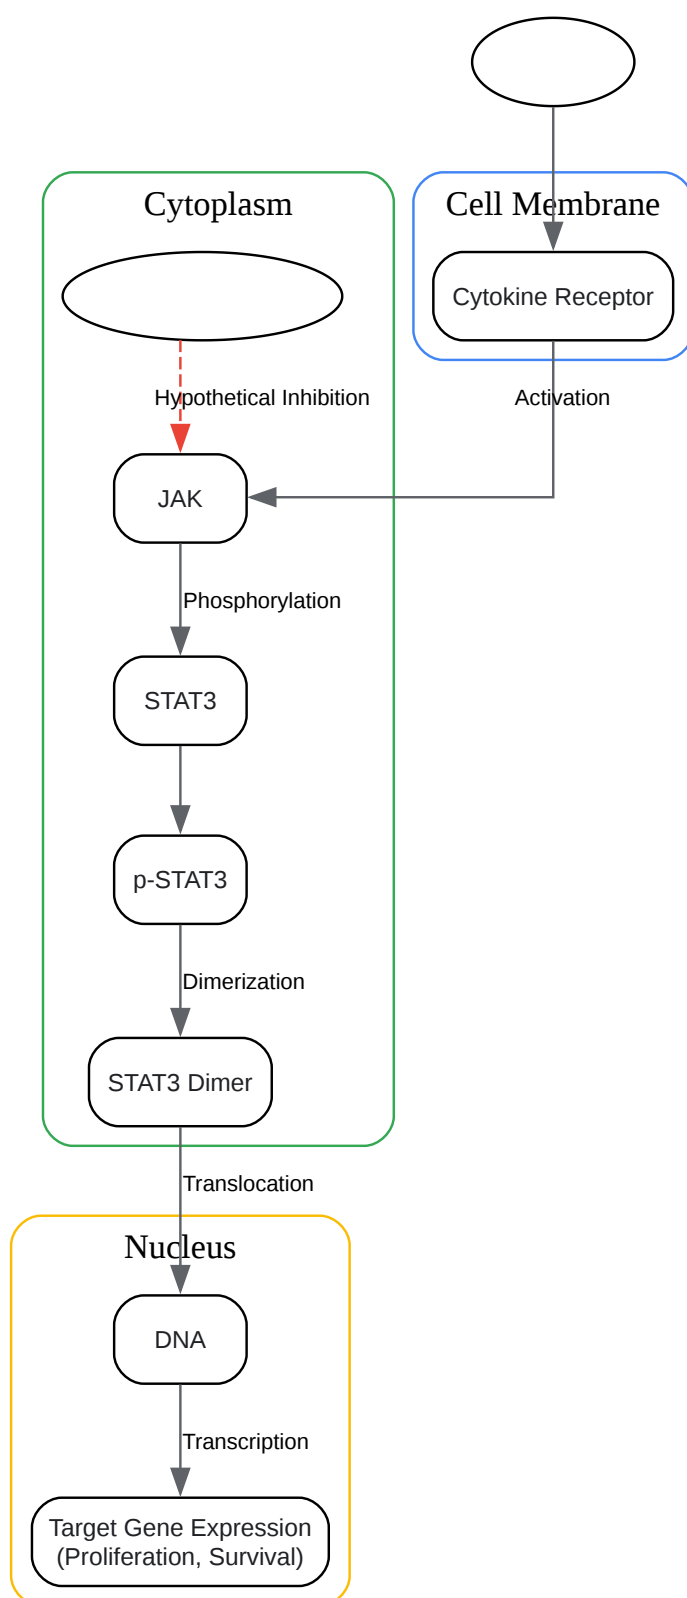 Cytoplasm
Cell Membrane
Cytokine Receptor
Hypothetical Inhibition
Activation
JAK
Phosphorylation
STAT3
p-STAT3
Dimerization
STAT3 Dimer
Translocation
Nucleus
DNA
Transcription
Target Gene Expression
(Proliferation, Survival)